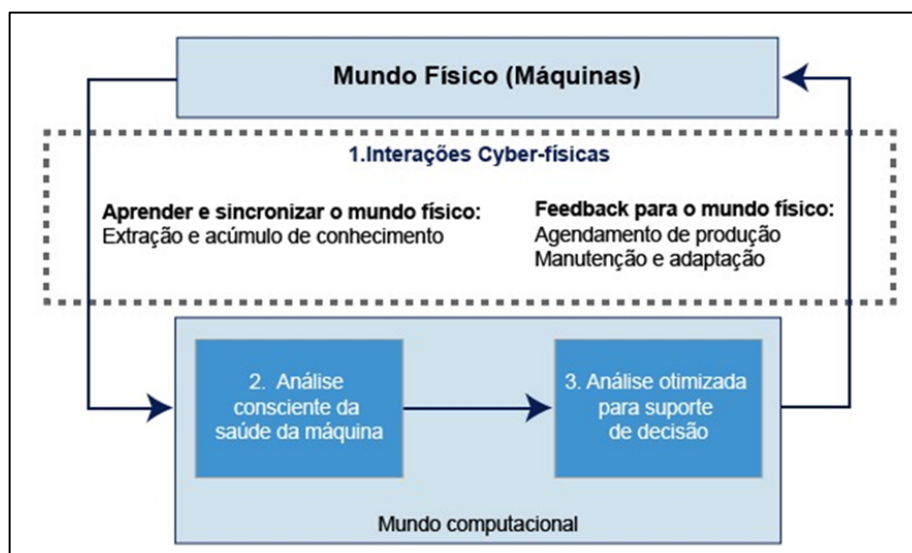 Mundo Físico (Máquinas)
1.Interações Cyber-físicas
Aprender e sincronizar o mundo físico:
Extração e acúmulo de conhecimento
Feedback para o mundo físico:
Agendamento de produção
Manutenção e adaptação
2. Análise
consciente da
saúde da máquina
3. Análise otimizada
para suporte
de decisão
Mundo computacional